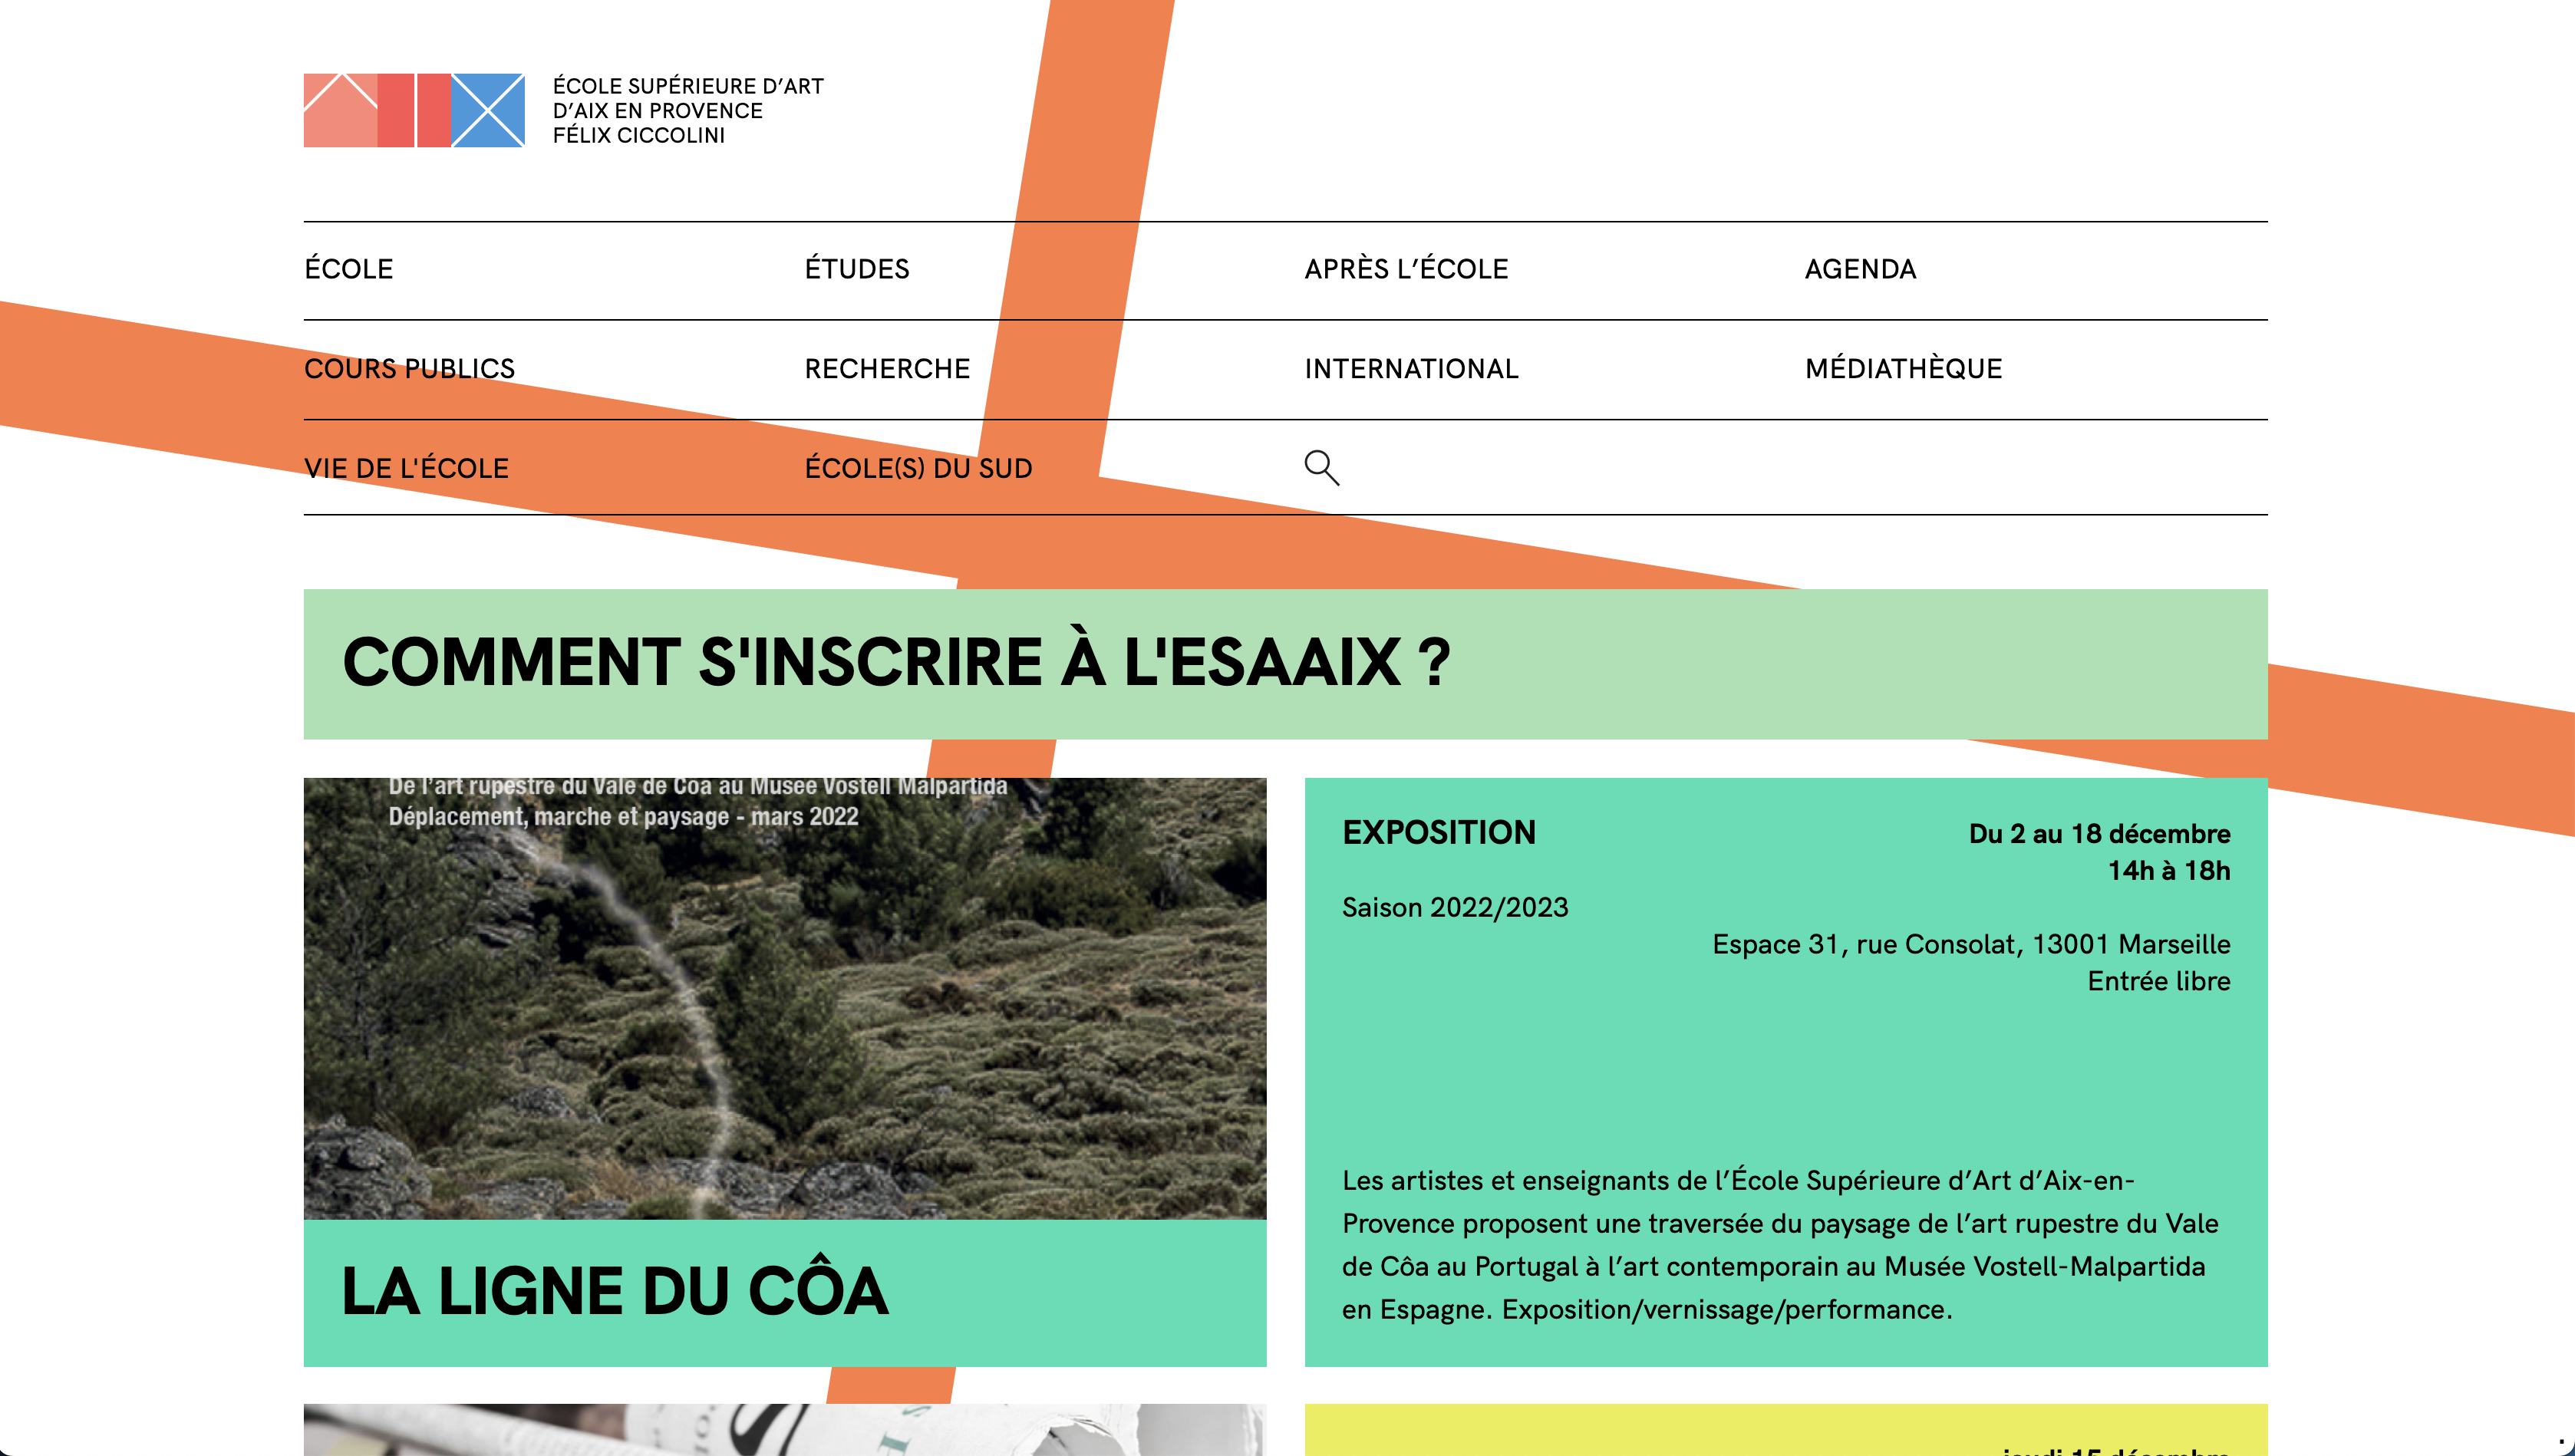 ÉCOLE SUPÉRIEURE D’ART
D’AIX EN PROVENCE
FÉLIX CICCOLINI
ÉCOLE
ÉTUDES
APRÈS L’ÉCOLE
AGENDA
COURS PUBLICS
RECHERCHE
INTERNATIONAL
MÉDIATHÈQUE
VIE DE L'ÉCOLE
ÉCOLE(S) DU SUD
COMMENT S'INSCRIRE À L'ESAAIX ?
De l’art rupestre du Vale de Côa au Musée Vostell Malpartida
Déplacement, marche et paysage - mars 2022
LA LIGNE DU CÔA
EXPOSITION
Du 2 au 18 décembre
14h à 18h
Saison 2022/2023
Espace 31, rue Consolat, 13001 Marseille
Entrée libre
Les artistes et enseignants de l’École Supérieure d’Art d’Aix-en-
Provence proposent une traversée du paysage de l’art rupestre du Vale
de Côa au Portugal à l’art contemporain au Musée Vostell-Malpartida
en Espagne. Exposition/vernissage/performance.
jeudi 15 décembre